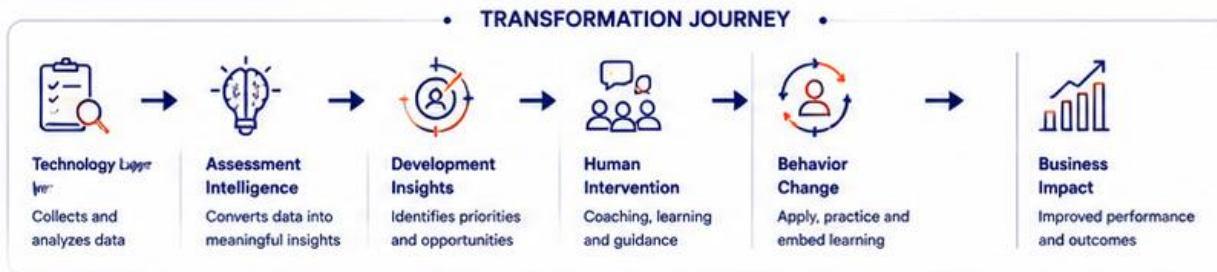 TRANSFORMATION JOURNEY
Technology
Collects and
analyzes data
Assessment
Intelligence
Converts data into
meaningful insights
Development
Insights
Identifies priorities
and opportunities
Human
Intervention
Coaching, learning
and guidance
Behavior
Change
Apply, practice and
embed learning
Business
Impact
Improved performance
and outcomes